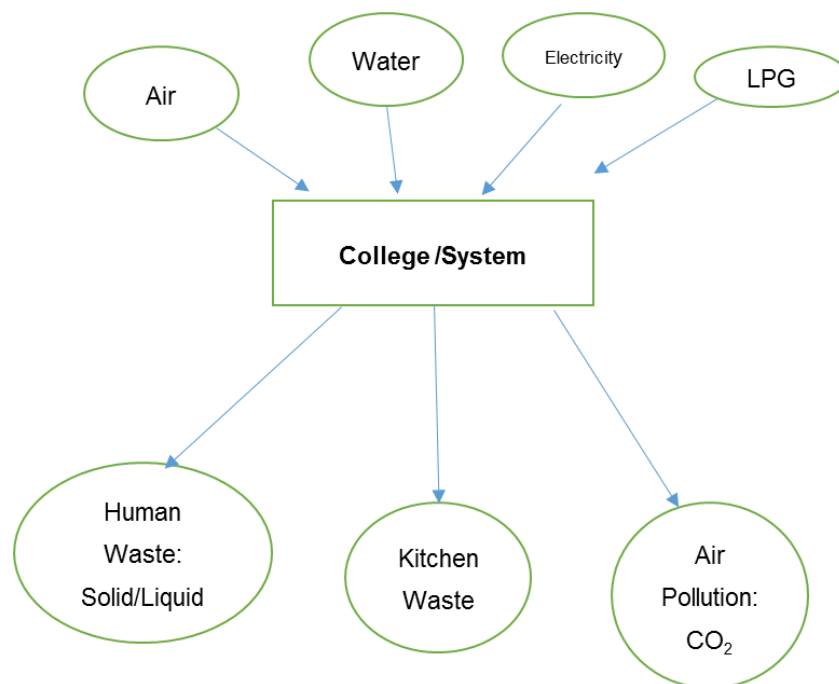 Air
Water
Electricity
LPG
College /System
Human
Waste:
Solid/Liquid
Kitchen
Waste
Air
Pollution:
CO₂